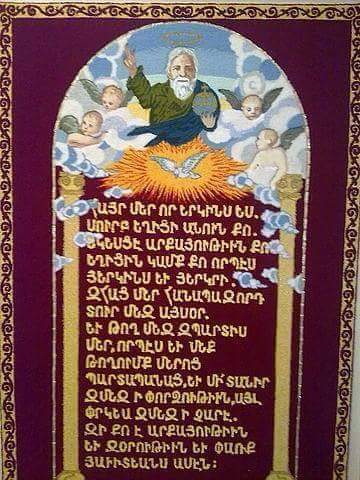 ՀԱՅՐ ՄԵՐ ՈՐ ԵՐԿԻՆՍ ԵՍ.
ՍՈՒՐԲ ԵՂԻՑԻ ԱՆՈՒՆ ՔՈ.
ԵԿԵՍՑԷ ԱՐՔԱՅՈՒԹԻՒՆ ՔՈ
ԵՂԻՑԻՆ ԿԱՄՔ ՔՈ ՈՐՊԷՍ
ՅԵՐԿԻՆՍ ԵՒ ՅԵՐԿՐԻ.
ԶՀԱՑ ՄԵՐ ՀԱՆԱՊԱԶՈՐԴ
ՏՈՒՐ ՄԵԶ ԱՅՍՕՐ.
ԵՒ ԹՈՂ ՄԵԶ ԶՊԱՐՏԻՍ
ՄԵՐ, ՈՐՊԷՍ ԵՒ ՄԵՔ
ԹՈՂՈՒՄՔ ՄԵՐՈՑ
ՊԱՐՏԱՊԱՆԱՑ, ԵՒ ՄԻ՛ ՏԱՆԻՐ
ԶՄԵԶ Ի ՓՈՐՁՈՒԹԻՒՆ, ԱՅԼ
ՓՐԿԵԱ ԶՄԵԶ Ի ՉԱՐԷ.
ԶԻ ՔՈ Է ԱՐՔԱՅՈՒԹԻՒՆ
ԵՒ ԶՕՐՈՒԹԻՒՆ ԵՒ ՓԱՌՔ
ՅԱՒԻՏԵԱՆՍ ԱՄԷՆ: